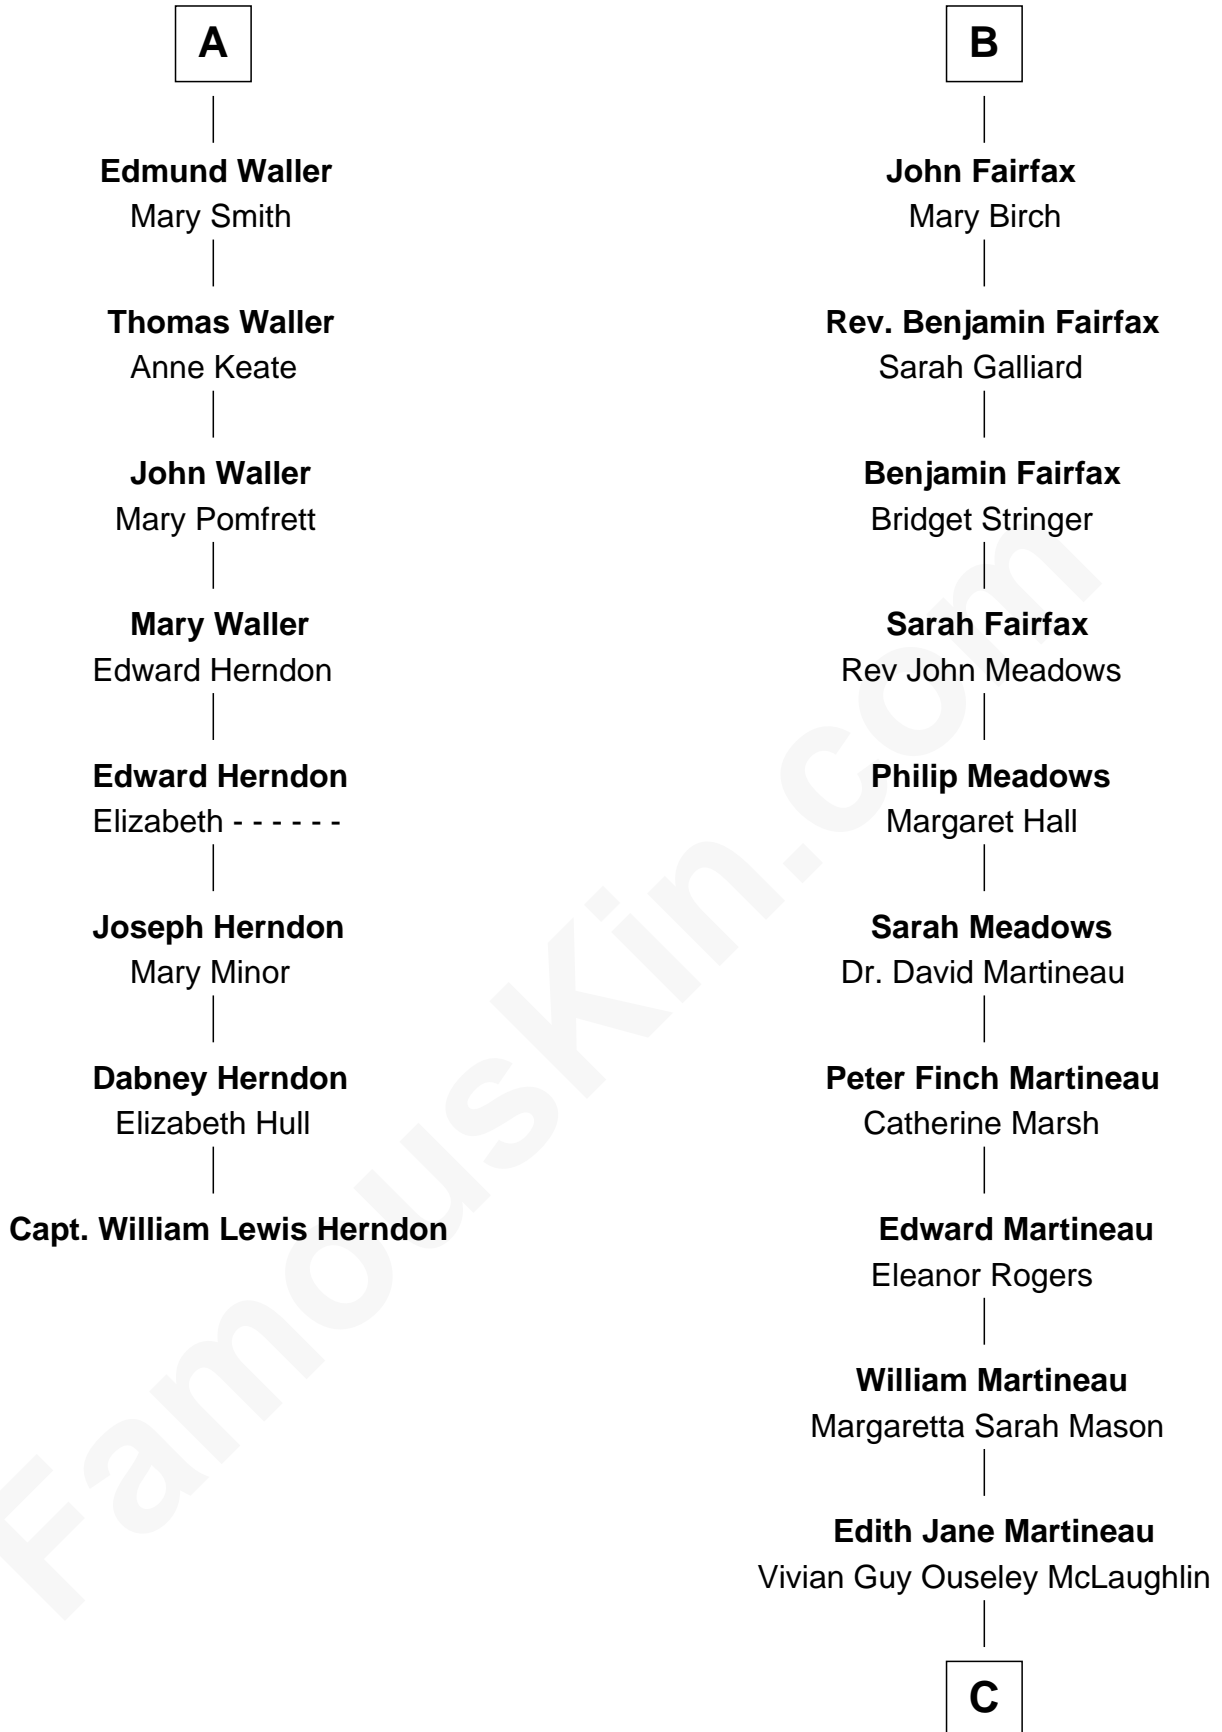 A
Edmund Waller
Mary Smith
Thomas Waller
Anne Keate
John Waller
Mary Pomfrett
Mary Waller
Edward Herndon
Edward Herndon
Elizabeth - - - - - -
Joseph Herndon
Mary Minor
Dabney Herndon
Elizabeth Hull
Capt. William Lewis Herndon
B
John Fairfax
Mary Birch
Rev. Benjamin Fairfax
Sarah Galliard
Benjamin Fairfax
Bridget Stringer
Sarah Fairfax
Rev John Meadows
Philip Meadows
Margaret Hall
Sarah Meadows
Dr. David Martineau
Peter Finch Martineau
Catherine Marsh
Edward Martineau
Eleanor Rogers
William Martineau
Margaretta Sarah Mason
Edith Jane Martineau
Vivian Guy Ouseley McLaughlin
C
FamousKin.com